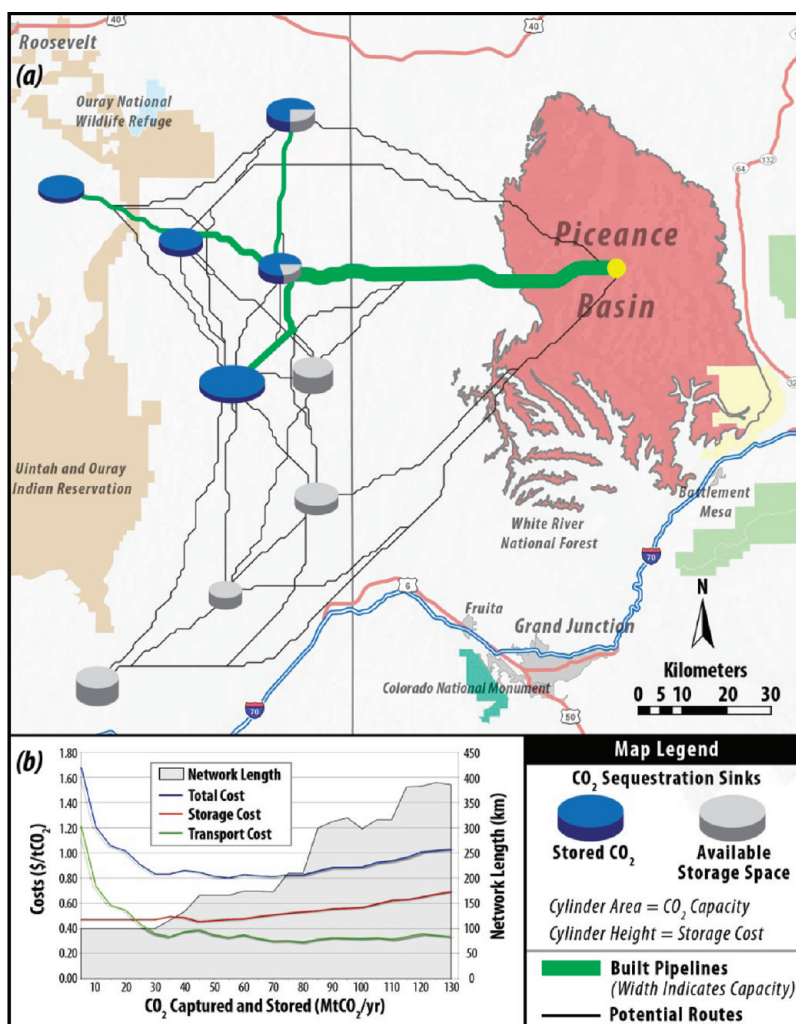 40
40
Roosevelt
(a)
Ouray National
Wildlife Refuge
64
132
Piceance
Basin
Uintah and Ouray
Indian Reservation
Battlement
Mesa
White River
National Forest
70
6
N
Fruita
Grand Junction
Kilometers
Colorado National Monument
0 5 10 20 30
70
50
(b)
Costs ($/tCO2)
1.80
1.60
1.40
1.20
1.00
0.80
0.60
0.40
0.20
0.00
Network Length
Total Cost
Storage Cost
Transport Cost
450
400
350
300
250
200
150
100
50
0
Network Length (km)
10 20 30 40 50 60 70 80 90 100 110 120 130
CO2 Captured and Stored (MtCO2/yr)
Map Legend
CO2 Sequestration Sinks
Stored CO2
Available
Storage Space
Cylinder Area = CO2 Capacity
Cylinder Height = Storage Cost
Built Pipelines
(Width Indicates Capacity)
Potential Routes